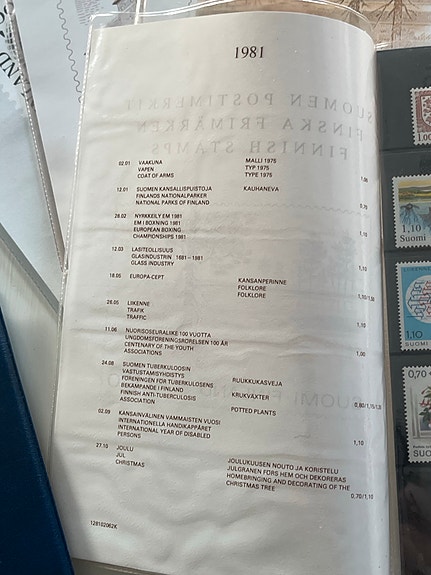 1981
SUOMEN POSTIMERKIT
FINSKA FRIMÄRKEN
FINNISH STAMPS
02.01 VAAKUNA MALLI 1975
VAPEN TYP 1975
COAT OF ARMS TYPE 1975 1,00
12.01 SUOMEN KANSALLISPUISTOJA KAUHANEVA
FINLANDS NATIONALPARKER
NATIONAL PARKS OF FINLAND 0,70
28.02 NYRKKEILY EM 1981
EM I BOXNING 1981
EUROPEAN BOXING
CHAMPIONSHIPS 1981 1,10
12.03 LASITEOLLISUUS
GLASINDUSTRIN 1681–1981
GLASS INDUSTRY 1,10
18.05 EUROPA-CEPT KANSANPERINNE
FOLKLORE
FOLKLORE 1,10/1,50
26.05 LIIKENNE
TRAFIK
TRAFFIC 1,10
11.06 NUORISOSEURALIIKE 100 VUOTTA
UNGDOMSFÖRENINGSRÖRELSEN 100 ÅR
CENTENARY OF THE YOUTH
ASSOCIATIONS 1,00
24.08 SUOMEN TUBERKULOOSIN
VASTUSTAMISYHDISTYS RUUKKUKASVEJA
FÖRENINGEN FÖR TUBERKULOSENS
BEKÄMPANDE I FINLAND KRUKVÄXTER
FINNISH ANTI-TUBERCULOSIS
ASSOCIATION POTTED PLANTS
02.09 KANSAINVÄLINEN VAMMAISTEN VUOSI
INTERNATIONELLA HANDIKAPPÅRET
INTERNATIONAL YEAR OF DISABLED
PERSONS 1,10
27.10 JOULU JOULUKUUSEN NOUTO JA KORISTELU
JUL JULGRANEN FÖRS HEM OCH DEKORERAS
CHRISTMAS HOMEBRINGING AND DECORATING OF THE
CHRISTMAS TREE 0,70/1,10
128102062K
1.00
1,10
Suomi
1,10
SUOMI
0,70